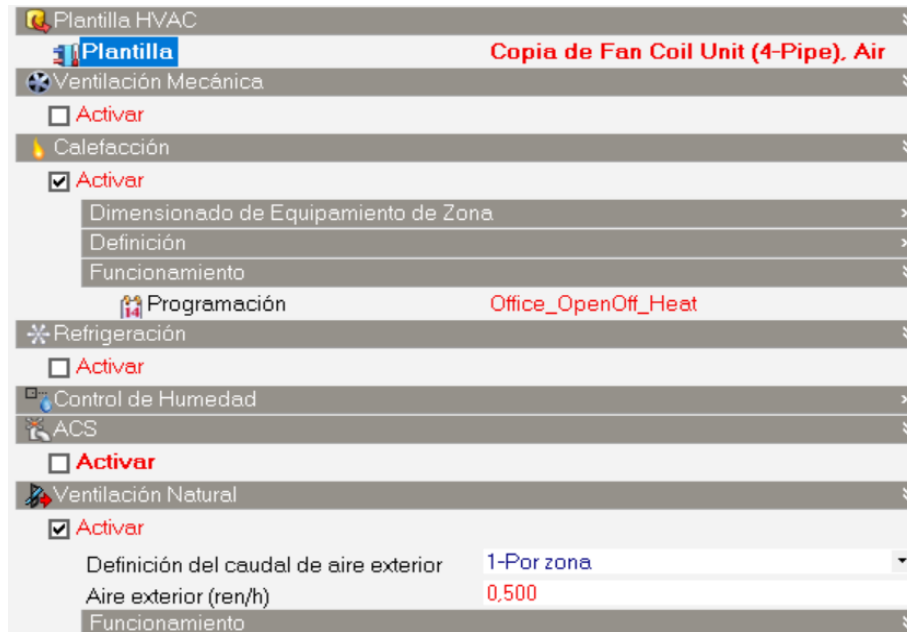 Plantilla HVAC
Plantilla Copia de Fan Coil Unit (4-Pipe), Air
Ventilación Mecánica
Activar
Calefacción
Activar
Dimensionado de Equipamiento de Zona
Definición
Funcionamiento
14 Programación Office_OpenOff_Heat
Refrigeración
Activar
Control de Humedad
ACS
Activar
Ventilación Natural
Activar
Definición del caudal de aire exterior 1-Por zona
Aire exterior (ren/h) 0,500
Funcionamiento